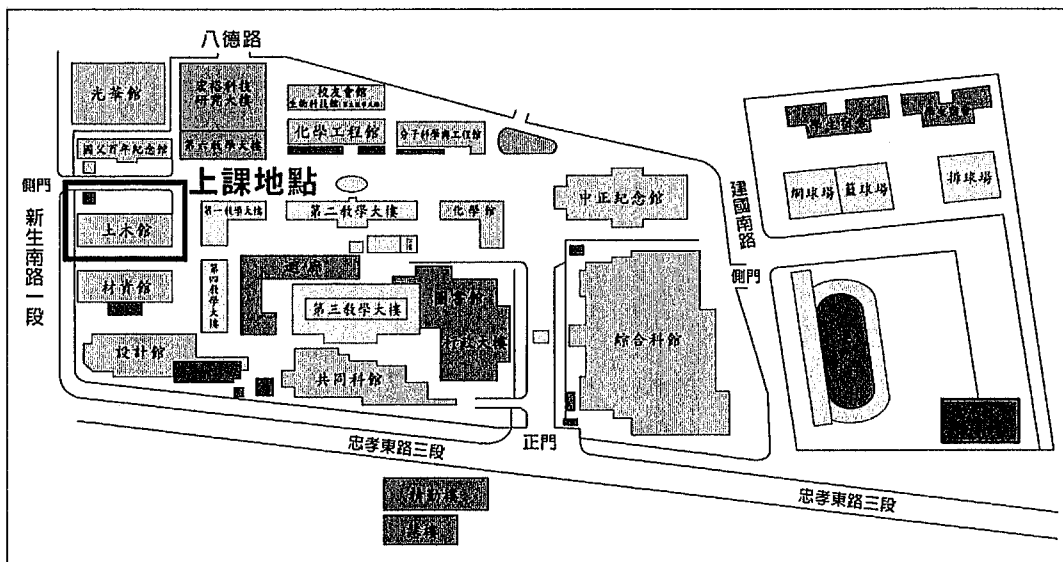 八德路
光華館
宏裕科技
研究大樓
校友會館
生物科技館
化學工程館
分子科學與工程館
國父百年紀念館
第六教學大樓
側門
上課地點
新生南路一段
土木館
第一教學大樓
第二教學大樓
化學館
中正紀念館
建國南路
側門
網球場
籃球場
排球場
材資館
第四教學大樓
第三教學大樓
圖書館
行政大樓
綜合科館
設計館
共同科館
忠孝東路三段
正門
忠孝東路三段